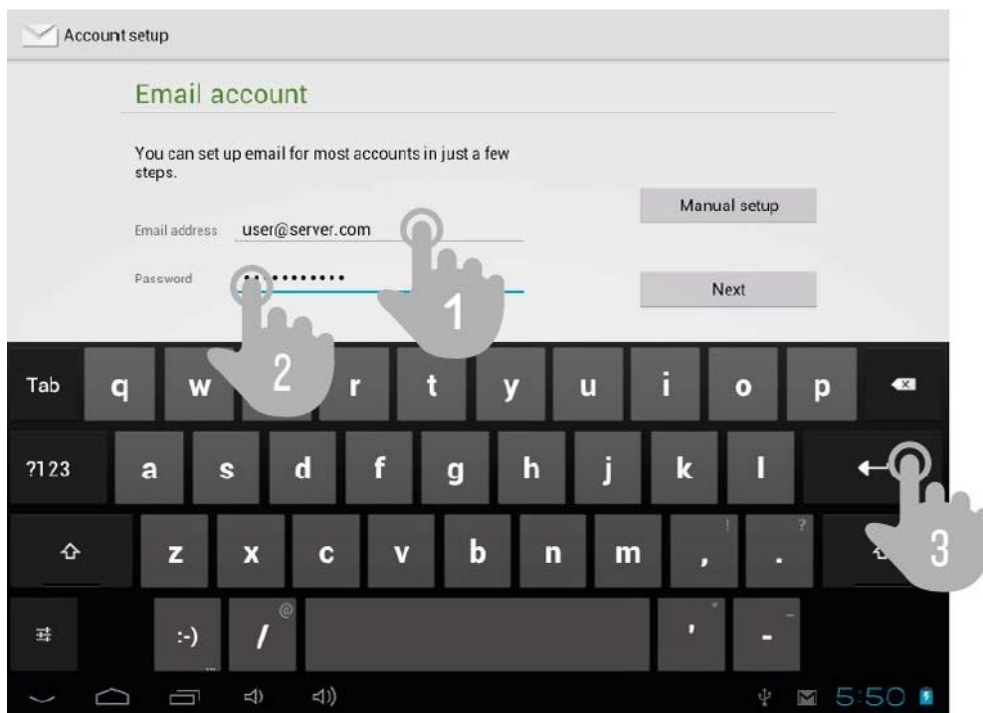 Account setup
Email account
You can set up email for most accounts in just a few
steps.
Manual setup
Email address user@server.com
Password •••••••••••
Next
1
2
Tab q w r t y u i o p
?123 a s d f g h j k l
3
! ?
z x c v b n m , .
@ " _
:-) / ' -
...
5:50